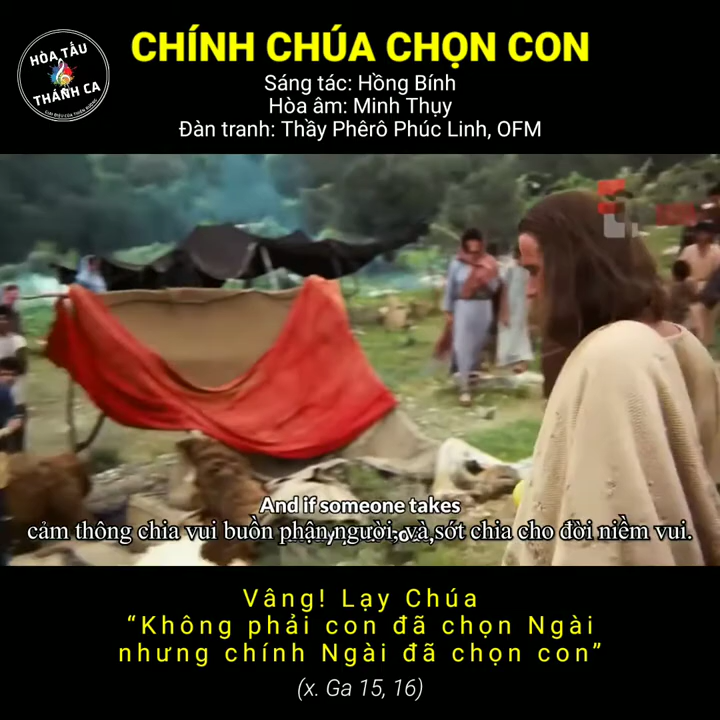 HÒA TẤU
THÁNH CA
CHÍNH CHÚA CHỌN CON
Sáng tác: Hồng Bính
Hòa âm: Minh Thụy
Đàn tranh: Thầy Phêrô Phúc Linh, OFM
And if someone takes
cảm thông chia vui buồn phận người, và sớt chia cho đời niềm vui.
Vâng! Lạy Chúa
“Không phải con đã chọn Ngài
nhưng chính Ngài đã chọn con”
(x. Ga 15, 16)